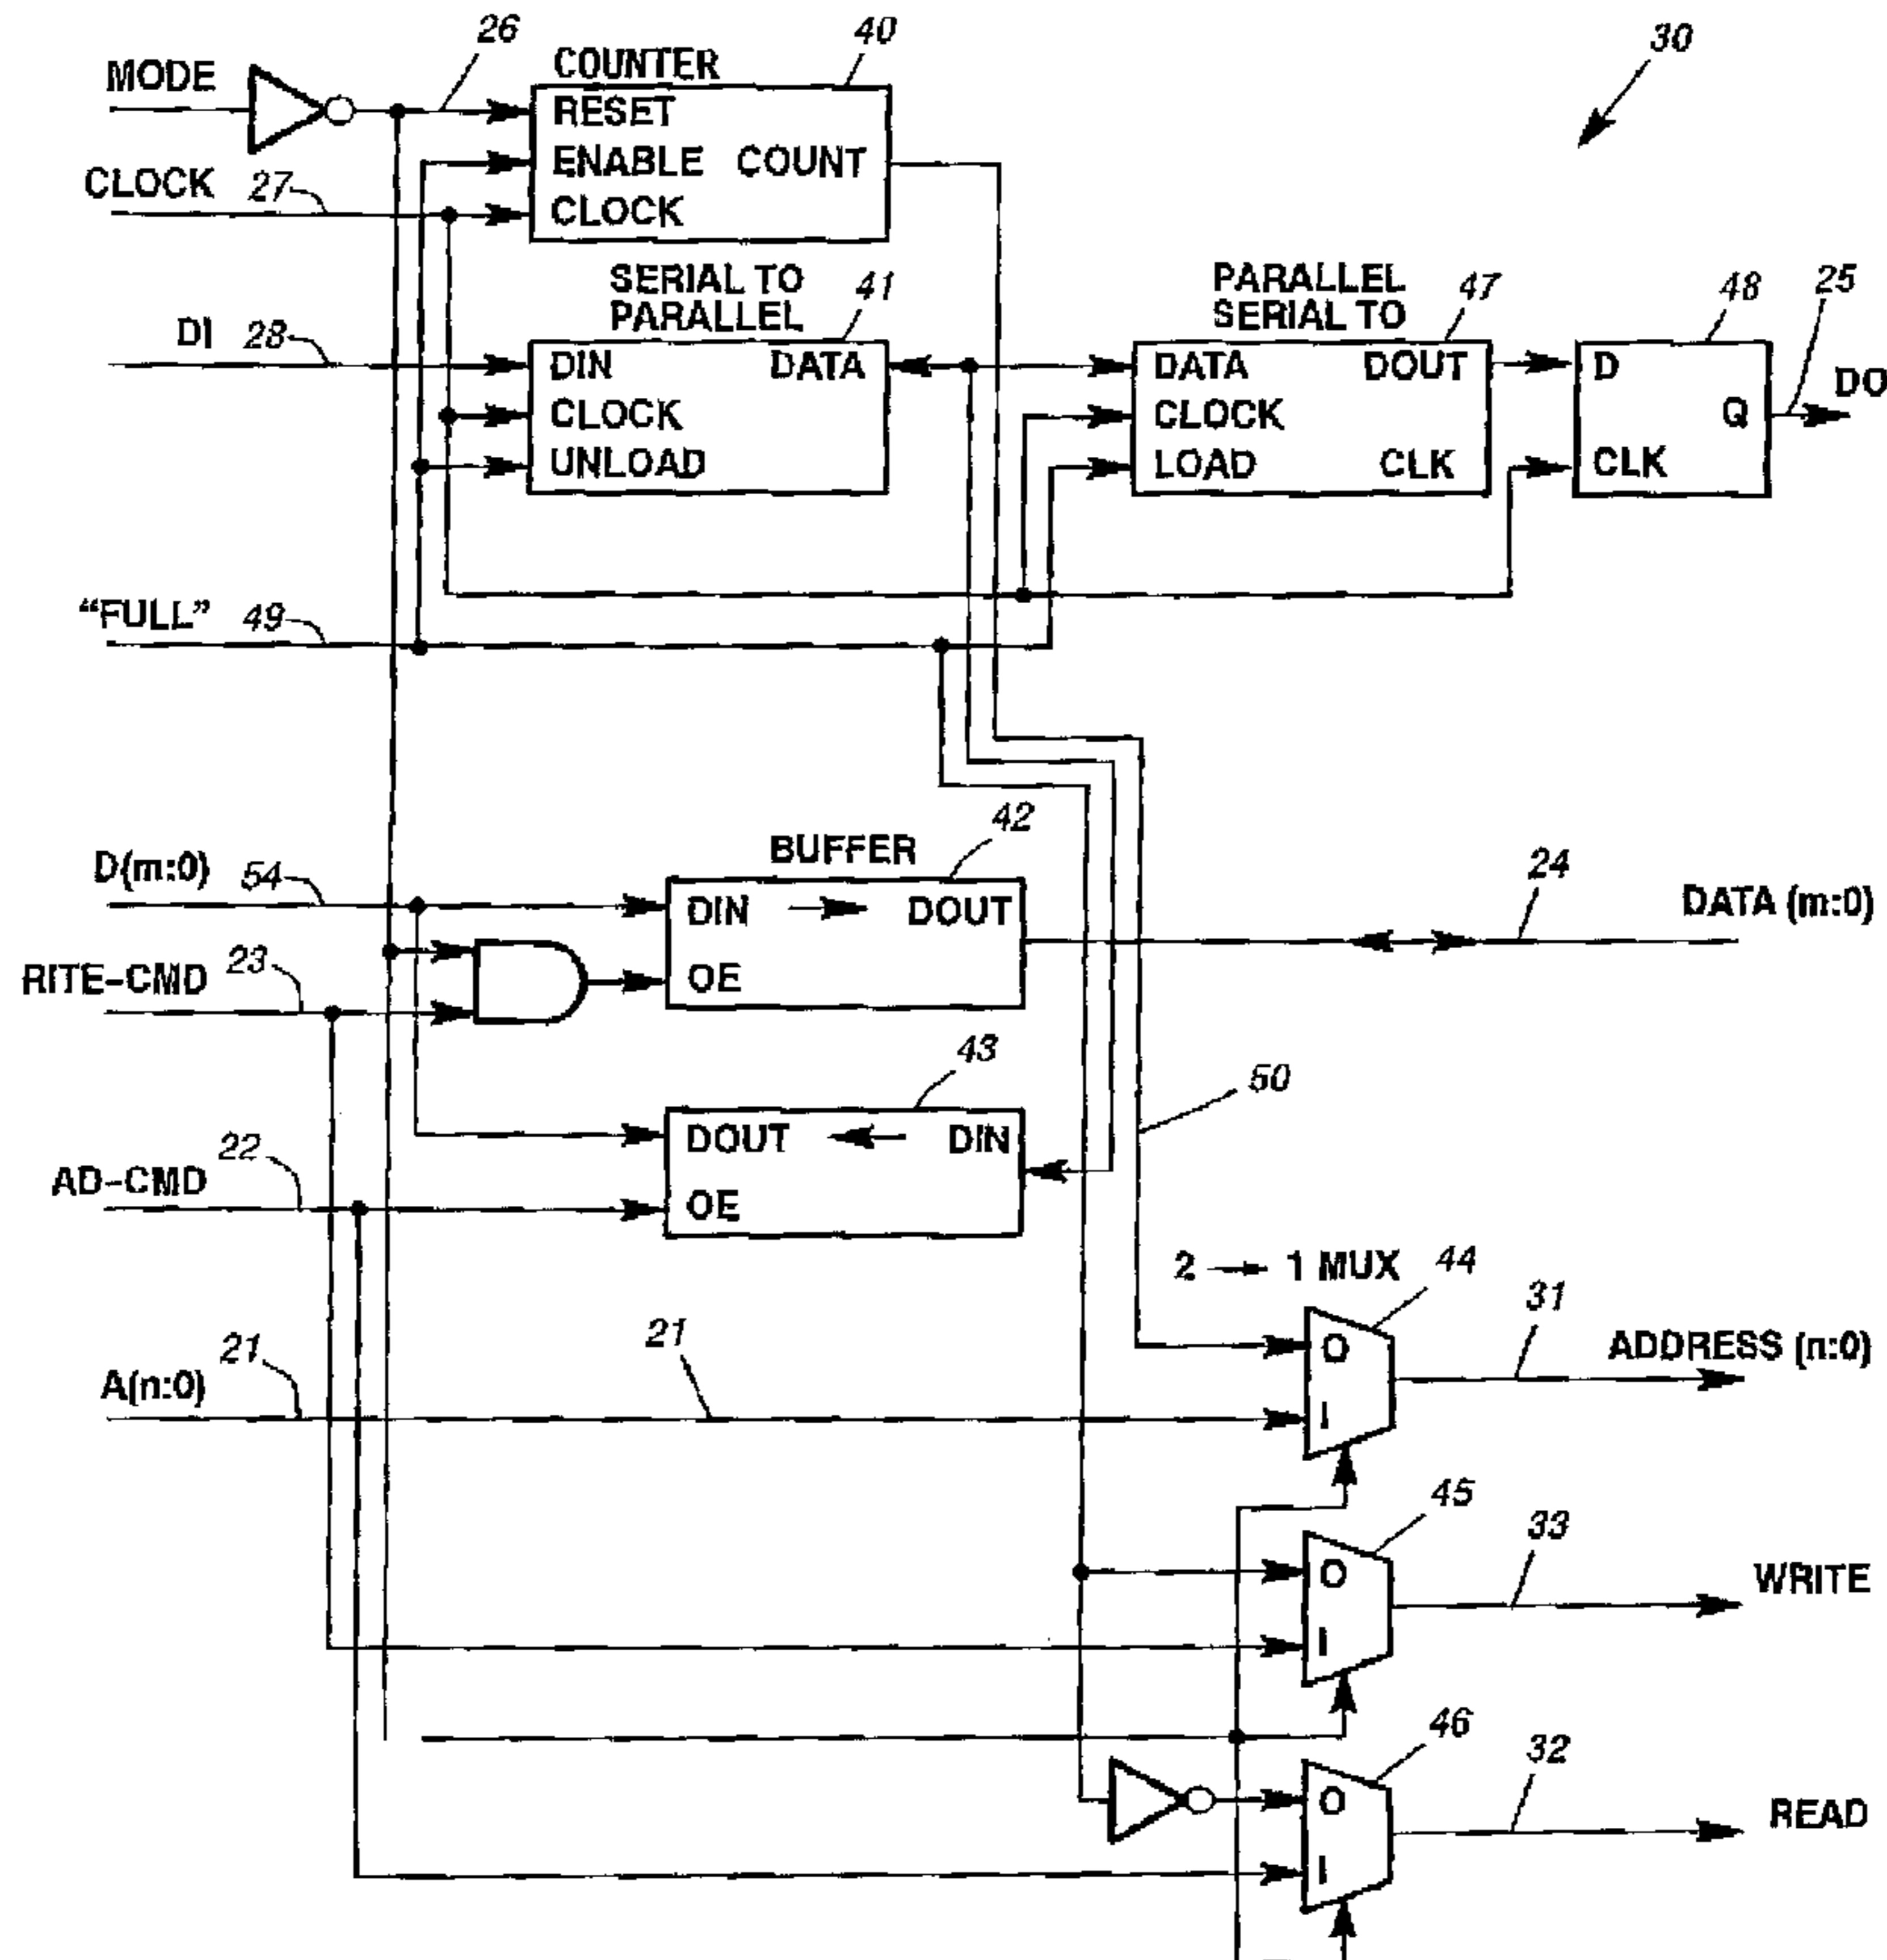 26
40
30
MODE
COUNTER
RESET
ENABLE COUNT
CLOCK
CLOCK 27
SERIAL TO
PARALLEL
41
PARALLEL
SERIAL TO
47
48
25
DI 28
DIN DATA
CLOCK
UNLOAD
DATA DOUT
CLOCK
LOAD CLK
D
Q
CLK
DO
“FULL” 49
D(m:0) 54
BUFFER
42
DIN DOUT
OE
24
DATA (m:0)
RITE-CMD 23
43
DOUT DIN
OE
50
AD-CMD 22
2 1 MUX 44
O
I
31
ADDRESS (n:0)
A(n:0) 21
21
45
O
I
33
WRITE
46
O
I
32
READ